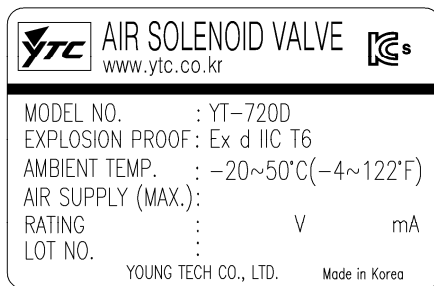 YTC AIR SOLENOID VALVE
www.ytc.co.kr
MODEL NO. : YT-720D
EXPLOSION PROOF : Ex d IIC T6
AMBIENT TEMP. : -20~50°C(-4~122°F)
AIR SUPPLY (MAX.):
RATING : V mA
LOT NO. :
YOUNG TECH CO., LTD. Made in Korea